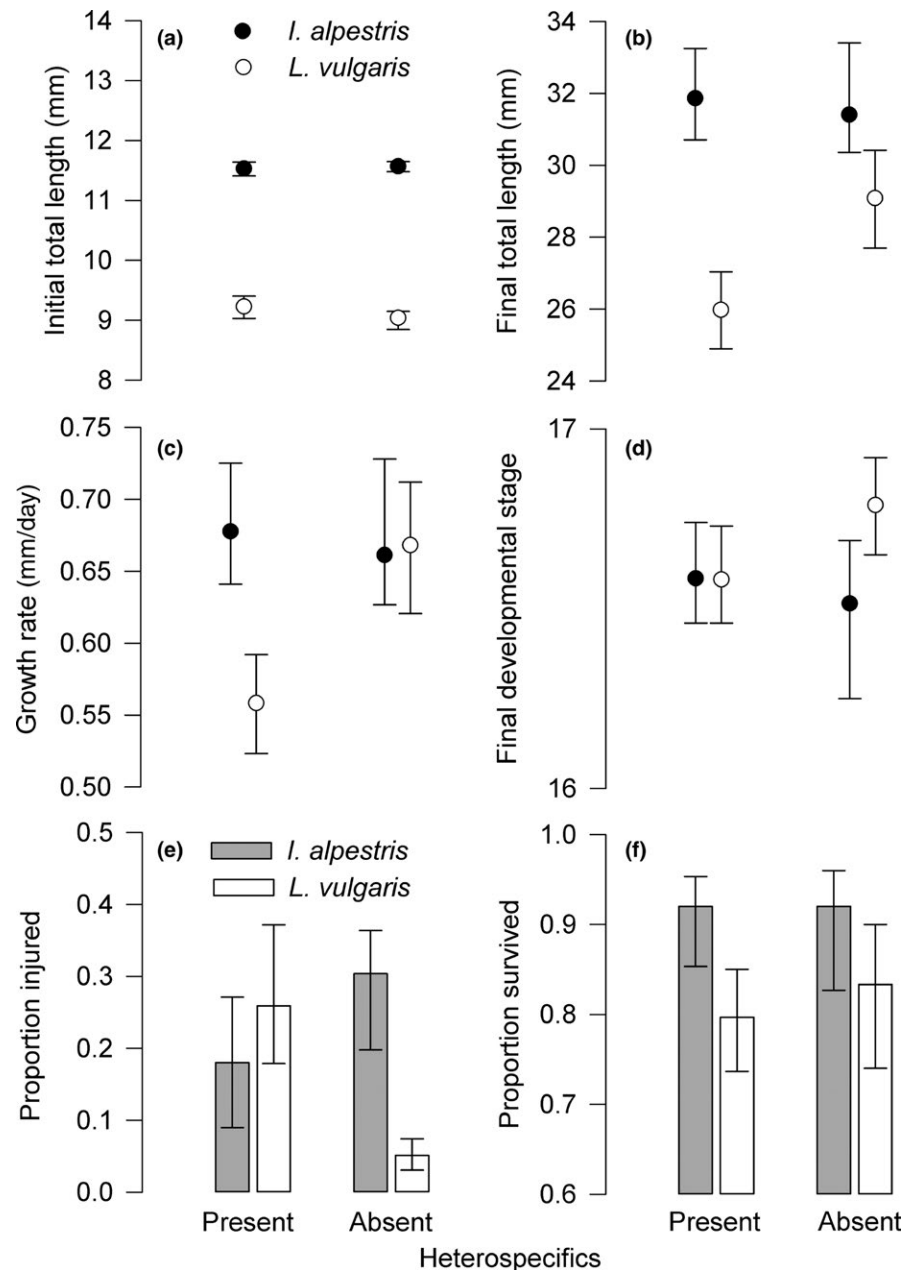 (a)
I. alpestris
L. vulgaris
Initial total length (mm)
14
13
12
11
10
9
8
(b)
Final total length (mm)
34
32
30
28
26
24
(c)
Growth rate (mm/day)
0.75
0.70
0.65
0.60
0.55
0.50
(d)
Final developmental stage
17
16
(e)
I. alpestris
L. vulgaris
Proportion injured
0.5
0.4
0.3
0.2
0.1
0.0
Present Absent
(f)
Proportion survived
1.0
0.9
0.8
0.7
0.6
Present Absent
Heterospecifics